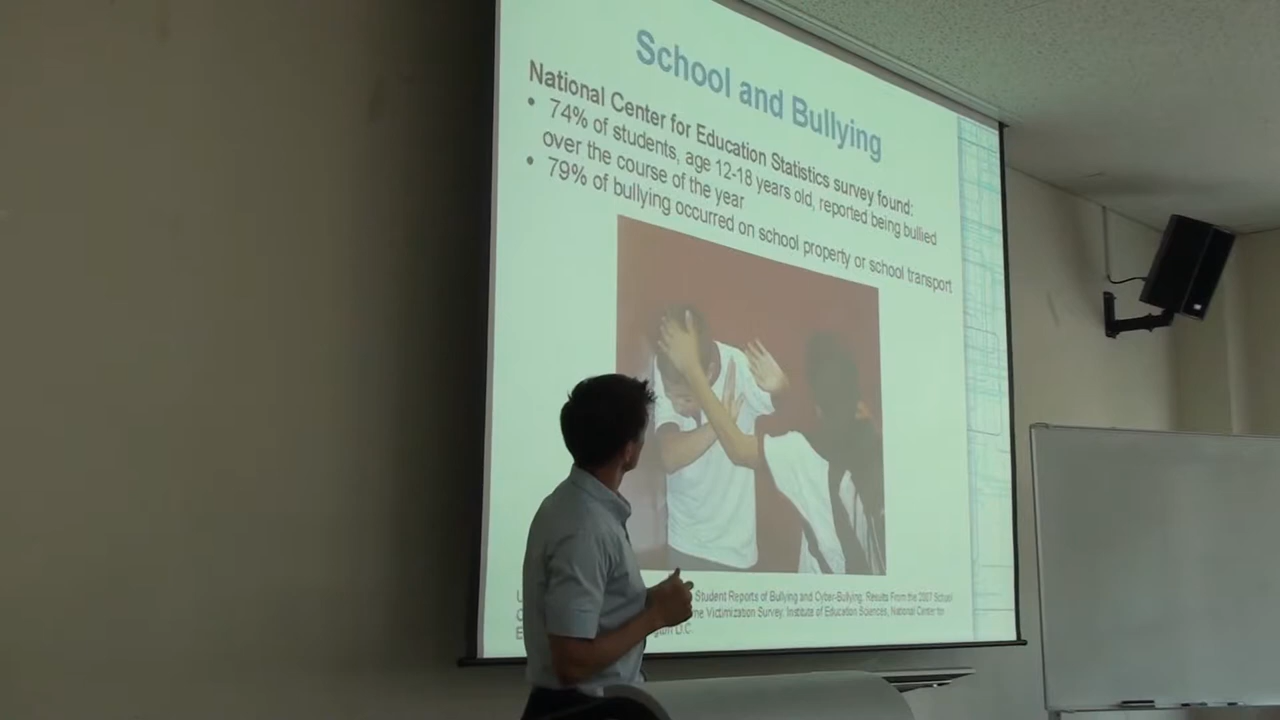 School and Bullying
National Center for Education Statistics survey found:
• 74% of students, age 12-18 years old, reported being bullied
over the course of the year
• 79% of bullying occurred on school property or school transport
Student Reports of Bullying and Cyber-Bullying. Results From the 2007 School
Victimization Survey. Institute of Education Sciences, National Center for
D.C.